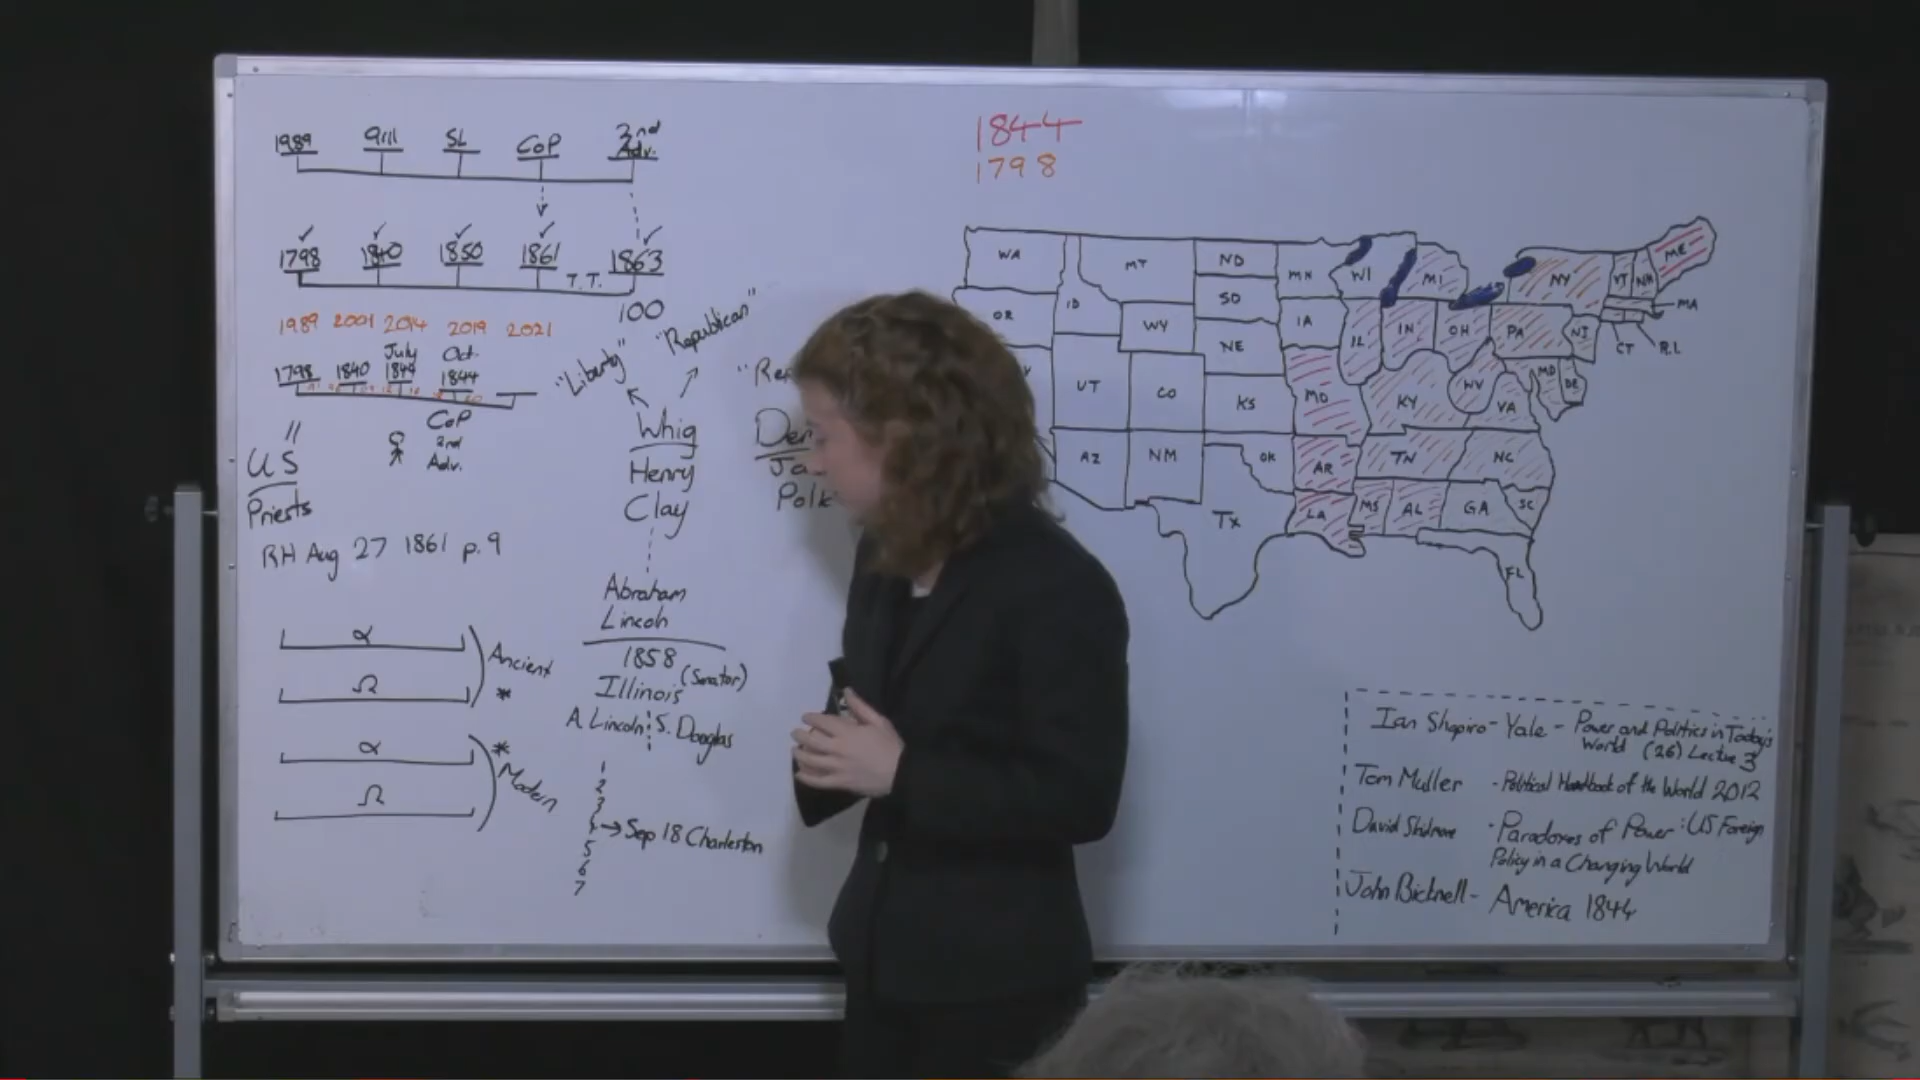 1989 9/11 SL CoP 2nd Adv.
1798 1840 1850 1861 T.T. 1863
100
1989 2001 2014 2019 2021
1798 1840 July 1844 Oct. 1844
CoP
2nd
Adv.
US
Priests
RH Aug 27 1861 p. 9
α
Ω
Ancient
*
α
Ω
*
Modern
"Liberty"
"Republican"
Whig
Henry
Clay
Abraham
Lincoln
1858
(Senator)
Illinois
A. Lincoln S. Douglas
1
2
3
4 → Sep 18 Charleston
5
6
7
Polk
1844
1798
WA MT ND MN WI MI NY VT NH ME
OR ID WY SD IA IL IN OH PA NJ MA
CT R.I.
UT CO NE KS MO KY WV VA MD DE
AZ NM OK AR TN NC
TX LA MS AL GA SC
FL
Ian Shapiro - Yale - Power and Politics in Today's
World (26) Lecture 3
Tom Muller - Political Handbook of the World 2012
David Skidmore - Paradoxes of Power: US Foreign
Policy in a Changing World
John Bicknell - America 1844